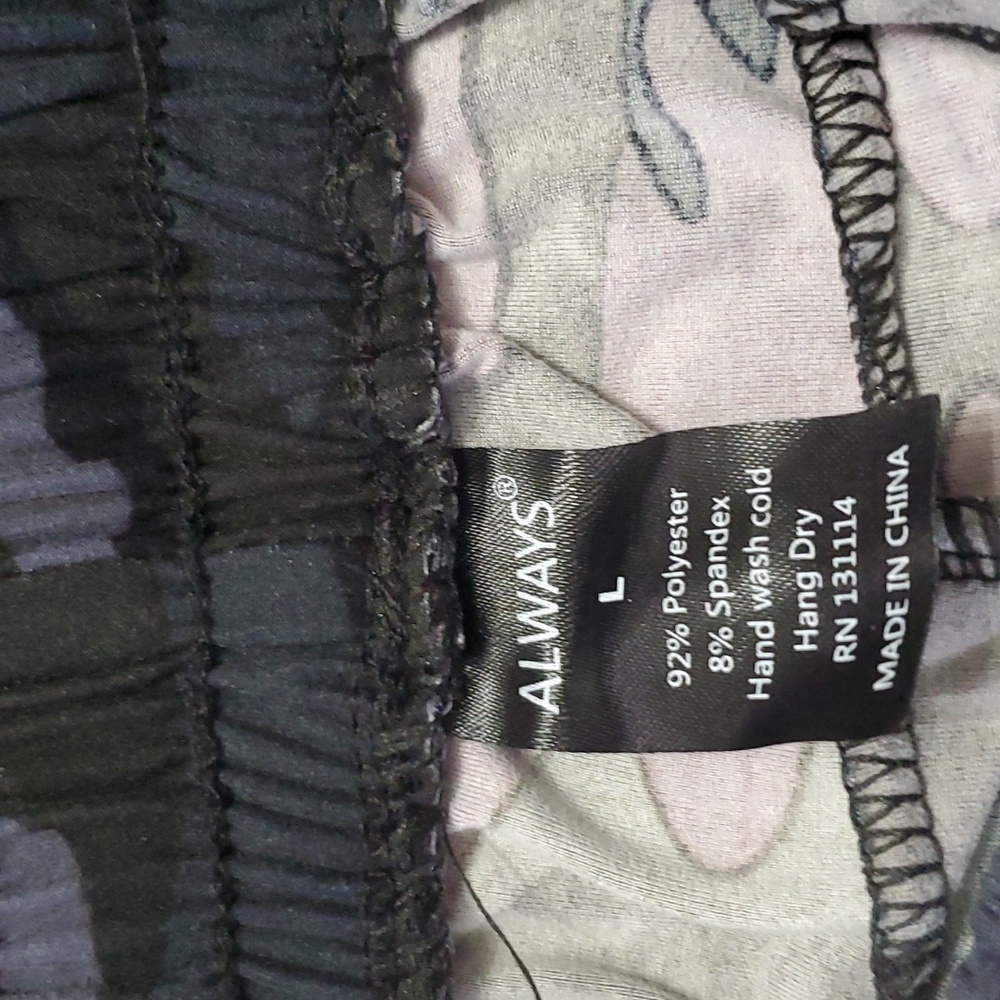 ALWAYS®
L
92% Polyester
8% Spandex
Hand wash cold
Hang Dry
RN 131114
MADE IN CHINA